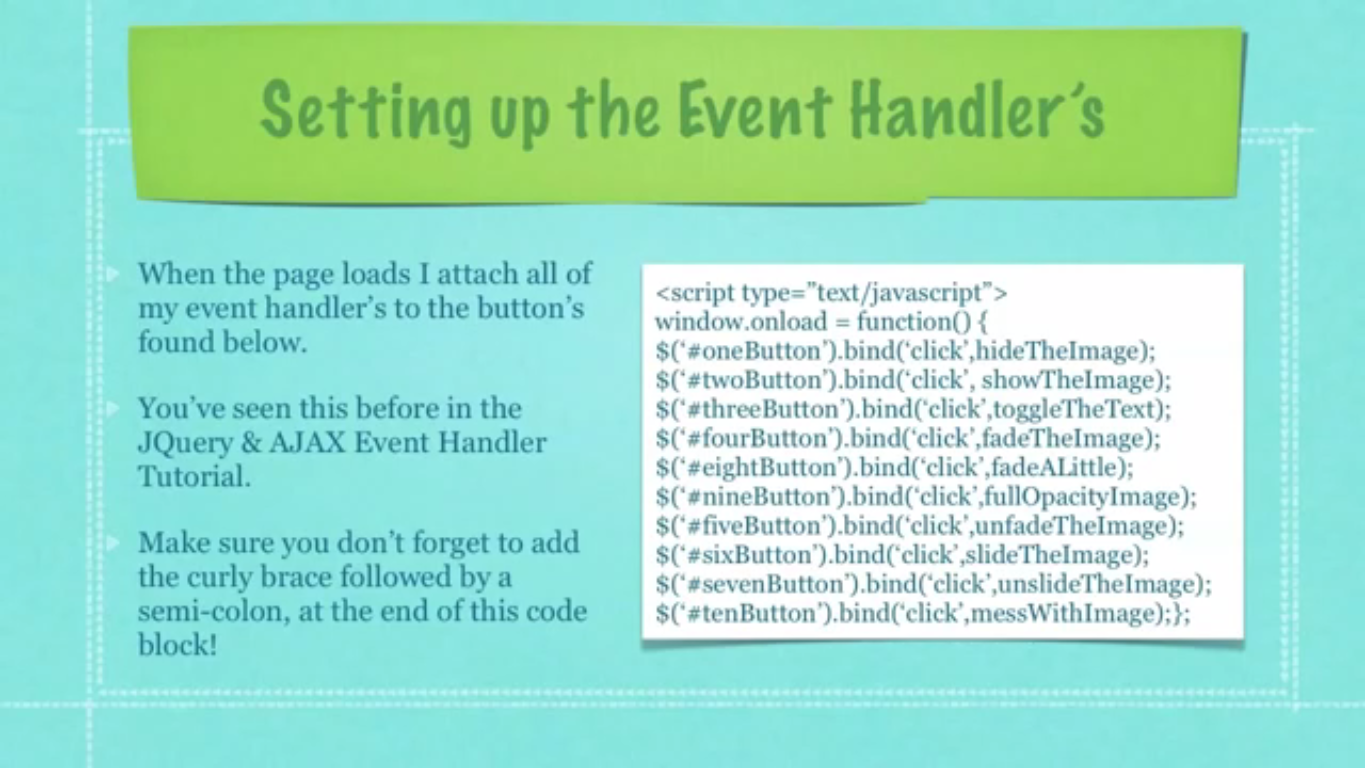 Setting up the Event Handler’s
When the page loads I attach all of
my event handler’s to the button’s
found below.
You’ve seen this before in the
JQuery & AJAX Event Handler
Tutorial.
Make sure you don’t forget to add
the curly brace followed by a
semi-colon, at the end of this code
block!
<script type=”text/javascript”>
window.onload = function() {
$(‘#oneButton’).bind(‘click’,hideTheImage);
$(‘#twoButton’).bind(‘click’, showTheImage);
$(‘#threeButton’).bind(‘click’,toggleTheText);
$(‘#fourButton’).bind(‘click’,fadeTheImage);
$(‘#eightButton’).bind(‘click’,fadeALittle);
$(‘#nineButton’).bind(‘click’,fullOpacityImage);
$(‘#fiveButton’).bind(‘click’,unfadeTheImage);
$(‘#sixButton’).bind(‘click’,slideTheImage);
$(‘#sevenButton’).bind(‘click’,unslideTheImage);
$(‘#tenButton’).bind(‘click’,messWithImage);};